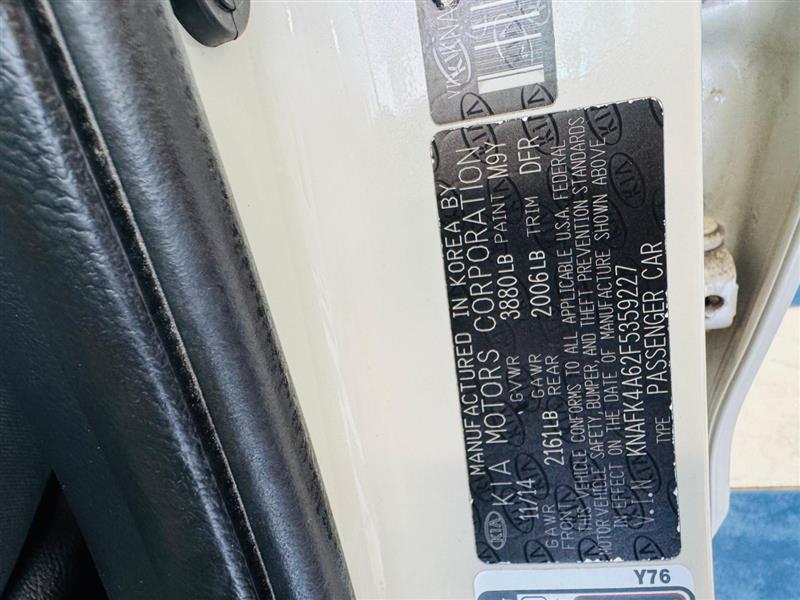 MANUFACTURED IN KOREA BY
KIA MOTORS CORPORATION
11/14 GVWR 3880LB PAINT M9Y
GAWR FRONT 2161LB GAWR REAR 2006LB TRIM DFR
THIS VEHICLE CONFORMS TO ALL APPLICABLE U.S.A. FEDERAL
MOTOR VEHICLE SAFETY, BUMPER, AND THEFT PREVENTION STANDARDS
IN EFFECT ON THE DATE OF MANUFACTURE SHOWN ABOVE.
V.I.N. KNAFK4A62F5359227
TYPE PASSENGER CAR
Y76